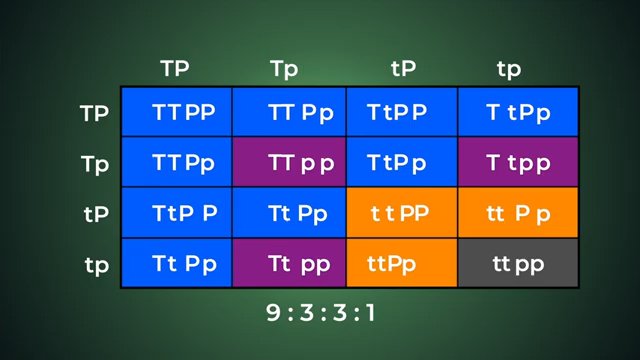 TP Tp tP tp
TP TTPP TT Pp TtPP T tPp
Tp TTPp TT pp TtPp T tpp
tP TtP P Tt Pp t tPP tt P p
tp Tt Pp Tt pp ttPp tt pp
9 : 3 : 3 : 1